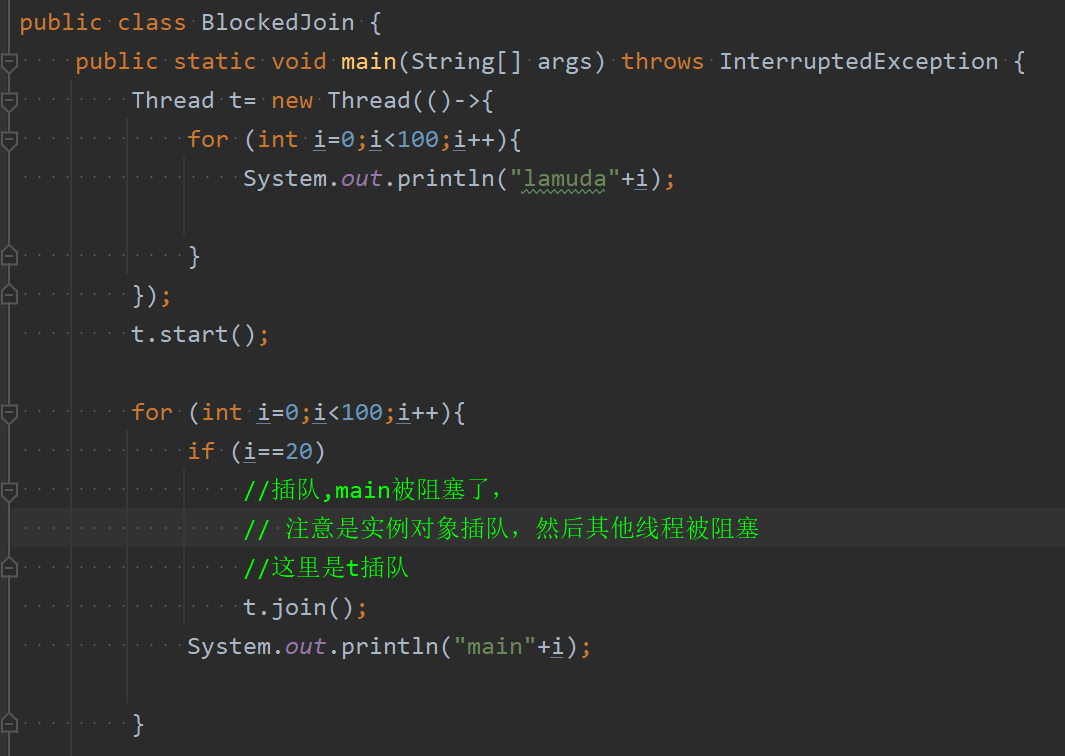 public class BlockedJoin {
    public static void main(String[] args) throws InterruptedException {
        Thread t= new Thread(()->{
            for (int i=0;i<100;i++){
                System.out.println("lamuda"+i);
            }
        });
        t.start();
        for (int i=0;i<100;i++){
            if (i==20)
                //插队,main被阻塞了，
                // 注意是实例对象插队，然后其他线程被阻塞
                //这里是t插队
                t.join();
            System.out.println("main"+i);
        }